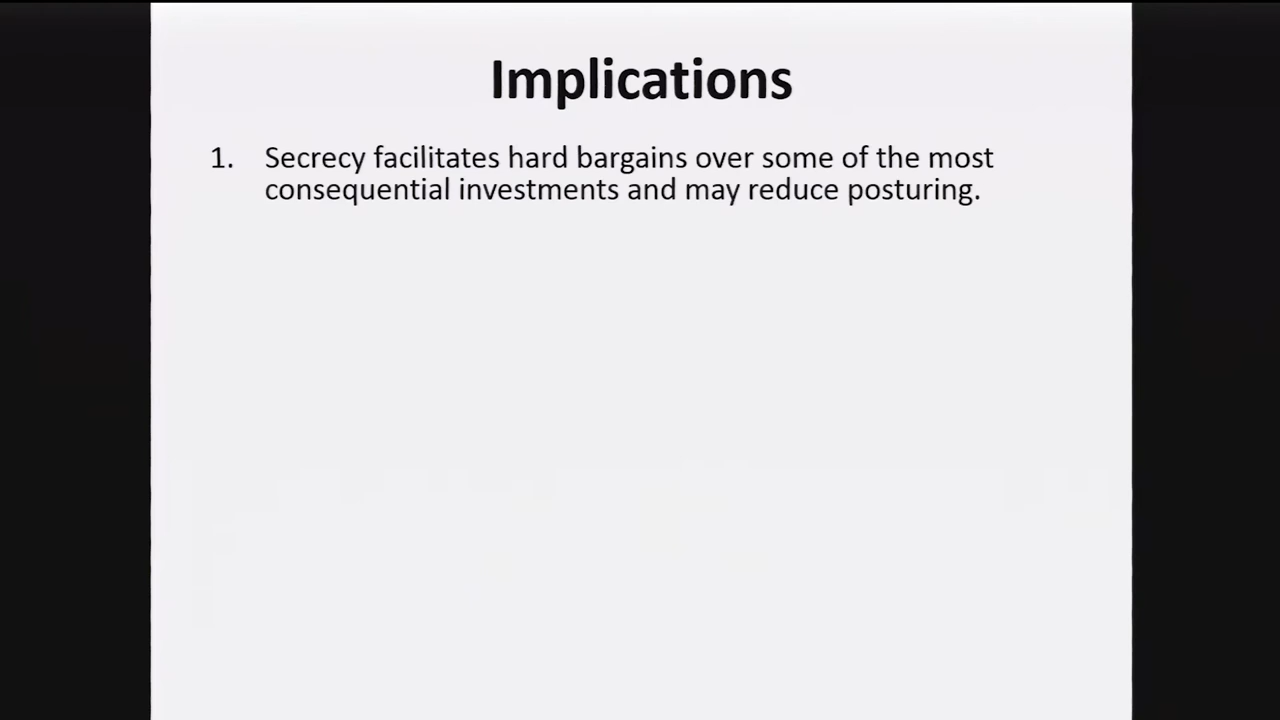 Implications
1. Secrecy facilitates hard bargains over some of the most
consequential investments and may reduce posturing.